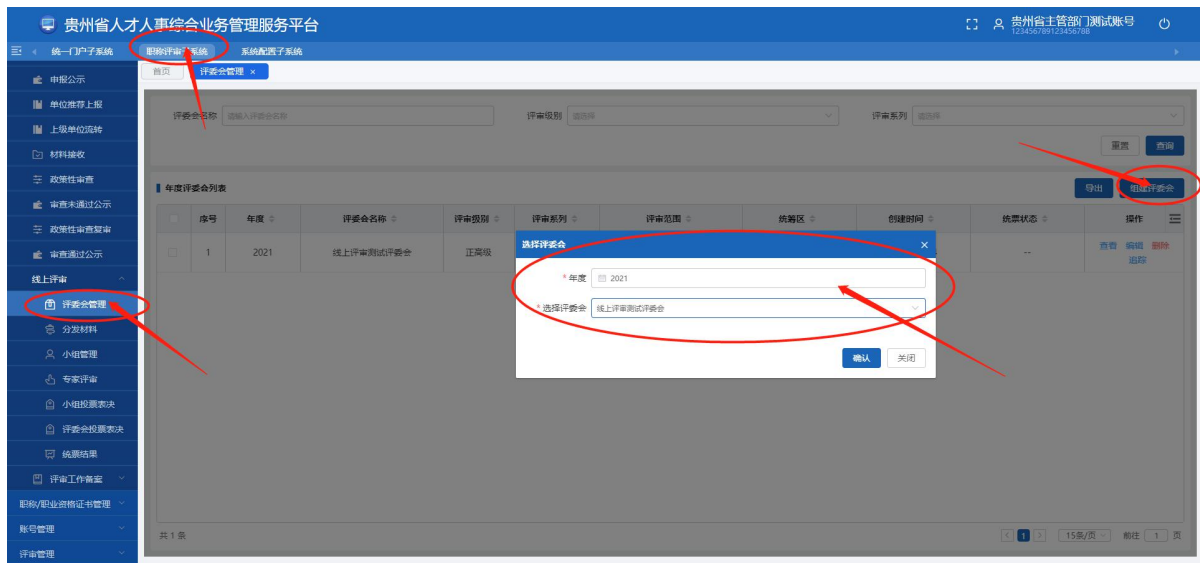 贵州省人才人事综合业务管理服务平台
贵州省主管部门测试账号
123456789123456788
统一门户子系统 职称评审子系统 系统配置子系统
首页 评委会管理 ×
申报公示
单位推荐上报
上级单位流转
材料接收
政策性审查
审查未通过公示
政策性审查复审
审查通过公示
线上评审
评委会管理
分发材料
小组管理
专家评审
小组投票表决
评委会投票表决
统票结果
评审工作备案
职称/职业资格证书管理
账号管理
评审管理
评委会名称 请输入评委会名称 评审级别 请选择 评审系列 请选择
重置 查询
年度评委会列表 导出 组建评委会
序号 年度 评委会名称 评审级别 评审系列 评审范围 统筹区 创建时间 统票状态 操作
1 2021 线上评审测试评委会 正高级 -- 查看 编辑 删除
追踪
选择评委会 ×
* 年度 2021
* 选择评委会 线上评审测试评委会
确认 关闭
共 1 条 1 15条/页 前往 1 页